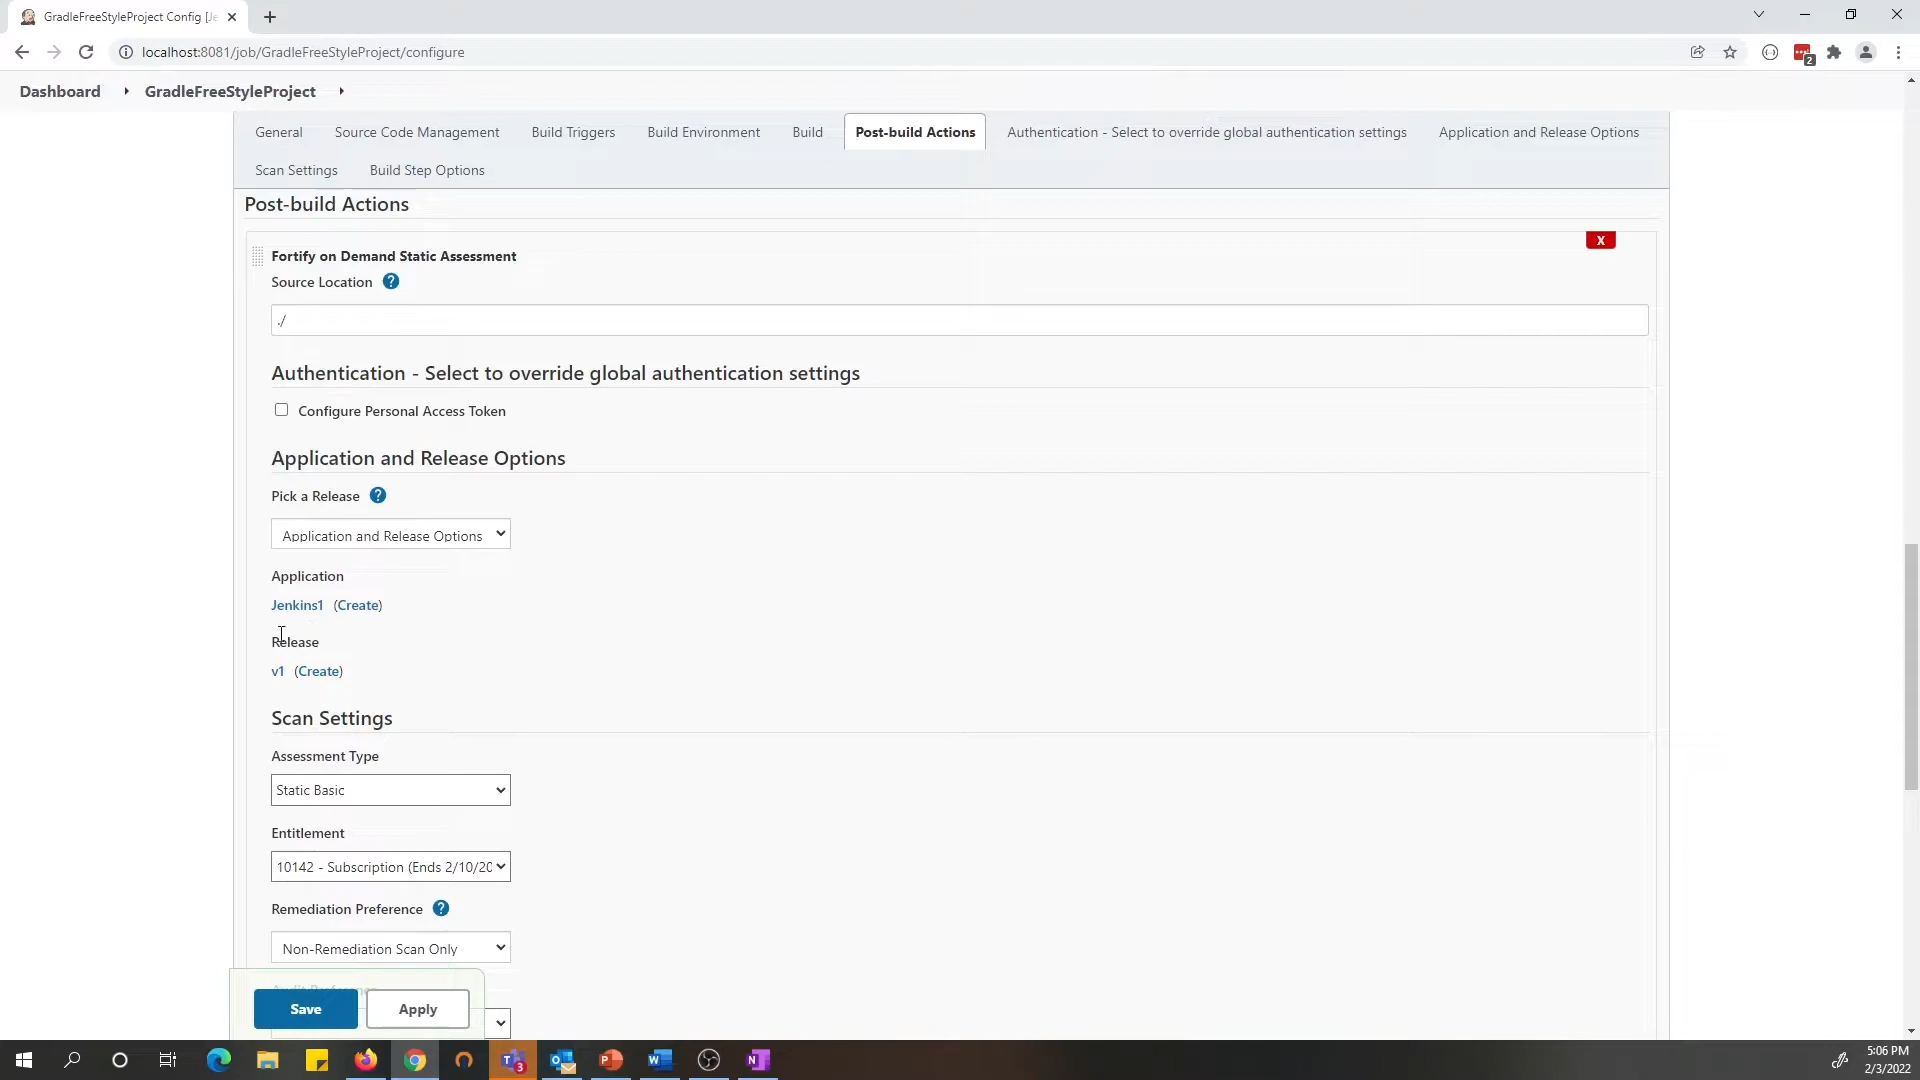 GradleFreeStyleProject Config [Je
localhost:8081/job/GradleFreeStyleProject/configure
2
Dashboard
GradleFreeStyleProject
General
Source Code Management
Build Triggers
Build Environment
Build
Post-build Actions
Authentication - Select to override global authentication settings
Application and Release Options
Scan Settings
Build Step Options
Post-build Actions
X
Fortify on Demand Static Assessment
Source Location ?
./
Authentication - Select to override global authentication settings
Configure Personal Access Token
Application and Release Options
Pick a Release ?
Application and Release Options
Application
Jenkins1 (Create)
Release
v1 (Create)
Scan Settings
Assessment Type
Static Basic
Entitlement
10142 - Subscription (Ends 2/10/20
Remediation Preference ?
Non-Remediation Scan Only
Audit Preference
Save
Apply
3
5:06 PM
2/3/2022